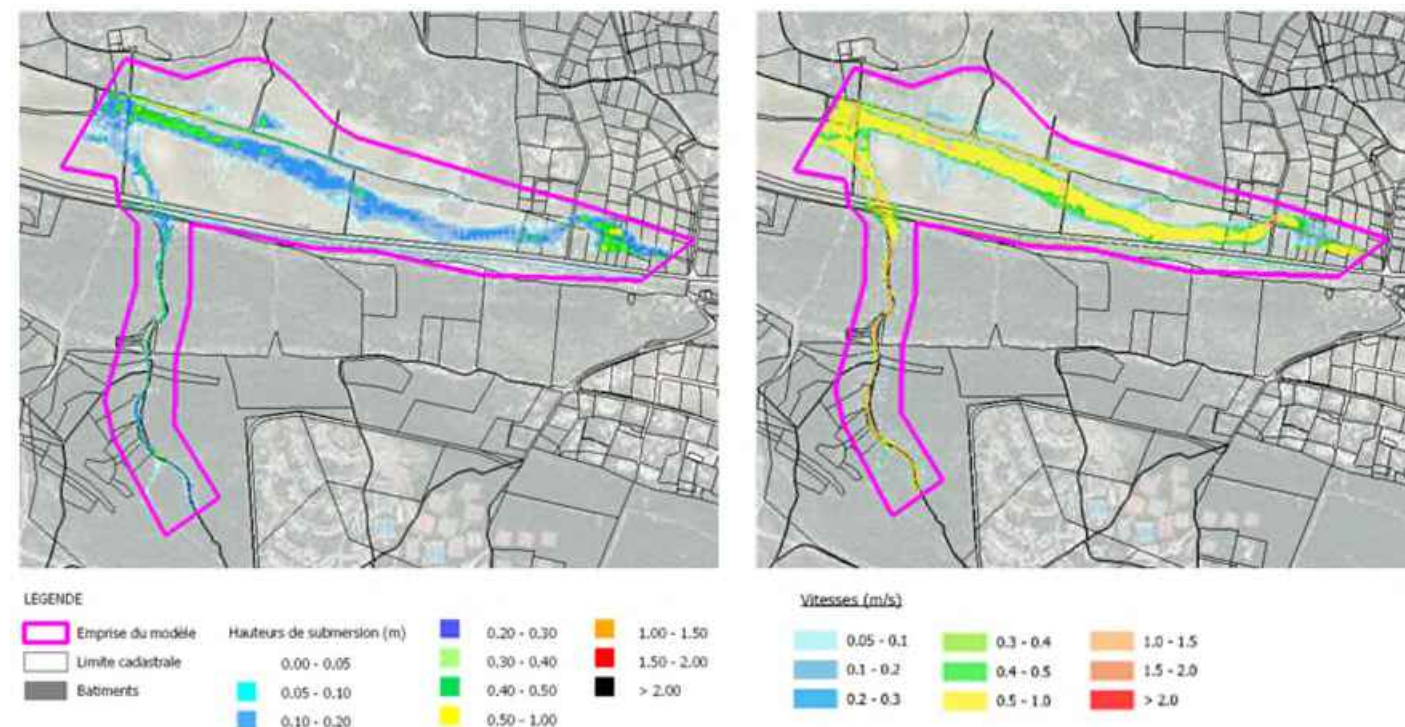 LEGENDE
Emprise du modèle
Limite cadastrale
Batiments
Hauteurs de submersion (m)
0.00 - 0.05
0.05 - 0.10
0.10 - 0.20
0.20 - 0.30
0.30 - 0.40
0.40 - 0.50
0.50 - 1.00
1.00 - 1.50
1.50 - 2.00
> 2.00
Vitesses (m/s)
0.05 - 0.1
0.1 - 0.2
0.2 - 0.3
0.3 - 0.4
0.4 - 0.5
0.5 - 1.0
1.0 - 1.5
1.5 - 2.0
> 2.0